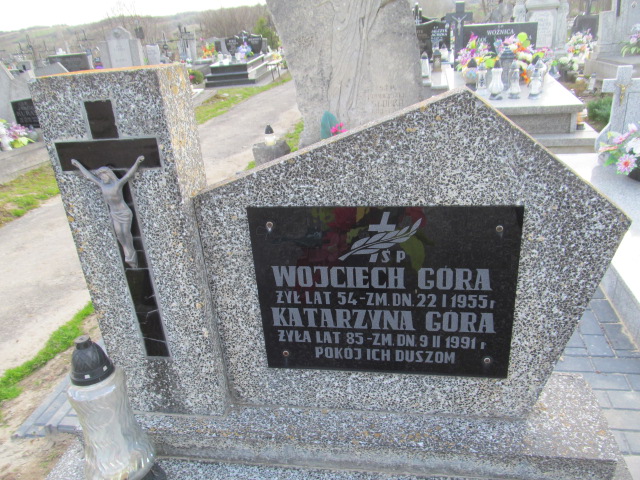 WOŹNICA
Ś P
WOJCIECH GÓRA
ŻYŁ LAT 54-ZM. DN. 22 I 1955 r
KATARZYNA GÓRA
ŻYŁA LAT 85-ZM. DN. 9 II 1991 r
POKÓJ ICH DUSZOM